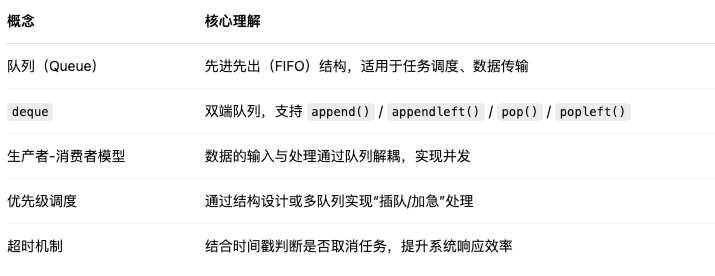 概念 核心理解
队列（Queue） 先进先出（FIFO）结构，适用于任务调度、数据传输
deque 双端队列，支持 append() / appendleft() / pop() / popleft()
生产者-消费者模型 数据的输入与处理通过队列解耦，实现并发
优先级调度 通过结构设计或多队列实现“插队/加急”处理
超时机制 结合时间戳判断是否取消任务，提升系统响应效率